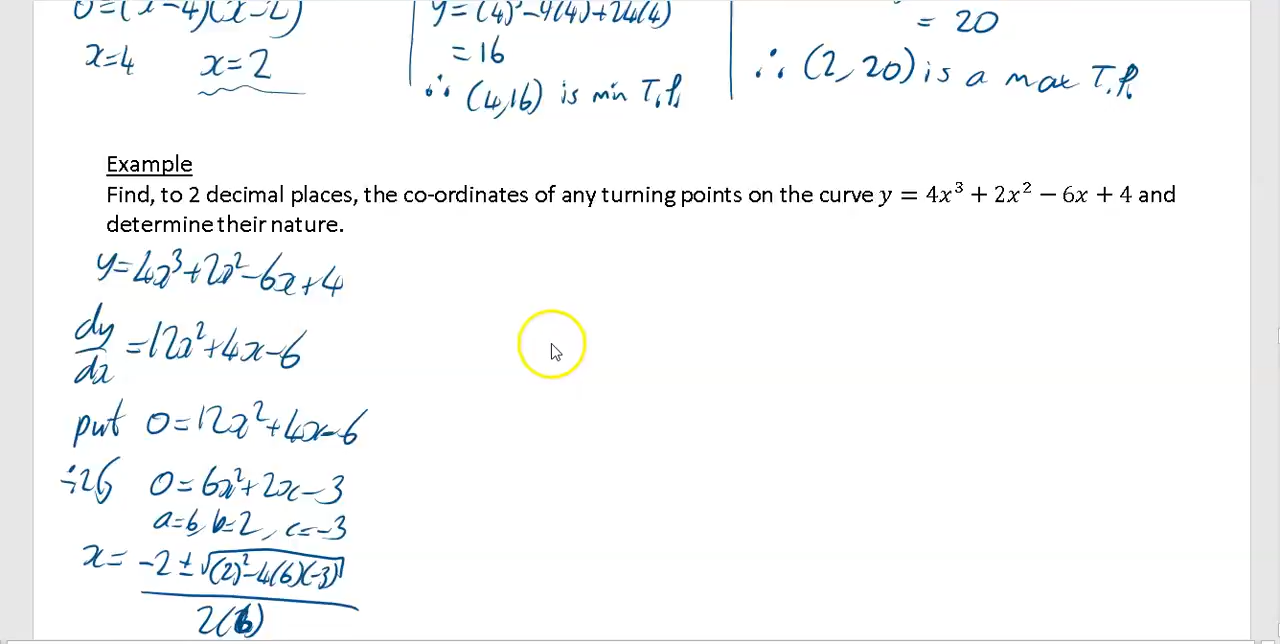 0=(x-4)(x-2)
x=4 x=2
y=(4)³-9(4)²+24(4)
=16
∴ (4,16) is min T.P.
= 20
∴ (2, 20) is a max T.P.
Example
Find, to 2 decimal places, the co-ordinates of any turning points on the curve y = 4x³ + 2x² − 6x + 4 and
determine their nature.
y=4x³+2x²-6x+4
dy/dx =12x²+4x-6
put 0=12x²+4x-6
0=6x²+2x-3
a=6, b=2, c=-3
x= -2 ± √(2)²-4(6)(-3)
2(6)